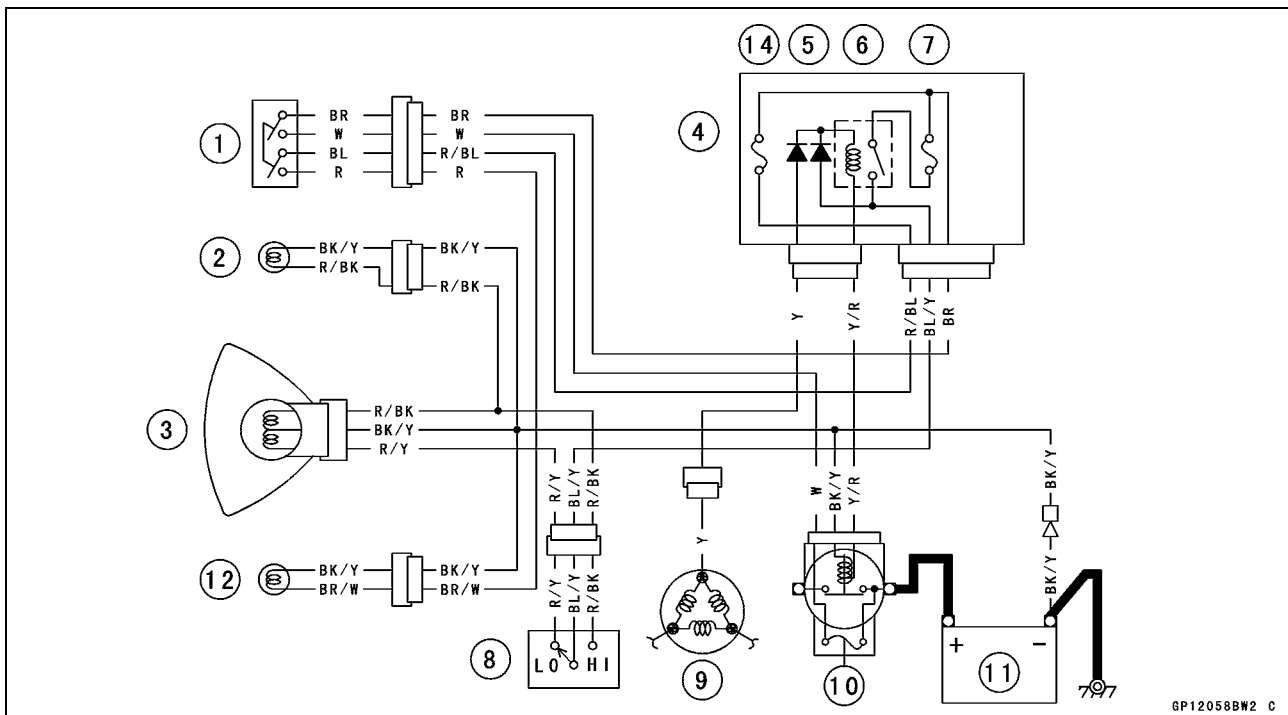 14 5 6 7
4
1
BR BR
W W
BL R/BL
R R
2
BK/Y BK/Y
R/BK
R/BK
Y
Y/R
R/BL
BL/Y
BR
3
R/BK
BK/Y
R/Y
R/Y
BL/Y
R/BK
W
BK/Y
Y/R
BK/Y
Y
BK/Y
12
BK/Y BK/Y
BR/W BR/W
R/Y
BL/Y
R/BK
8
LO HI
9
10
+ -
11
GP12058BW2 C